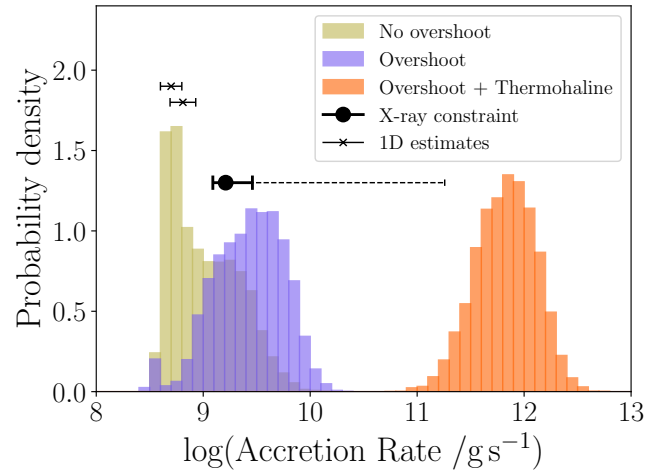 No overshoot
Overshoot
Overshoot + Thermohaline
X-ray constraint
1D estimates
Probability density
2.0
1.5
1.0
0.5
0.0
8 9 10 11 12 13
log(Accretion Rate /g s⁻¹)